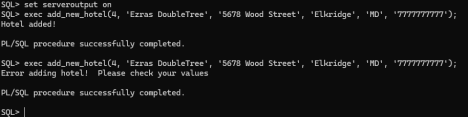 SQL> set serveroutput on
SQL> exec add_new_hotel(4, 'Ezras DoubleTree', '5678 Wood Street', 'Elkridge', 'MD', '7777777777');
Hotel added!
PL/SQL procedure successfully completed.
SQL> exec add_new_hotel(4, 'Ezras DoubleTree', '5678 Wood Street', 'Elkridge', 'MD', '7777777777');
Error adding hotel!  Please check your values
PL/SQL procedure successfully completed.
SQL>